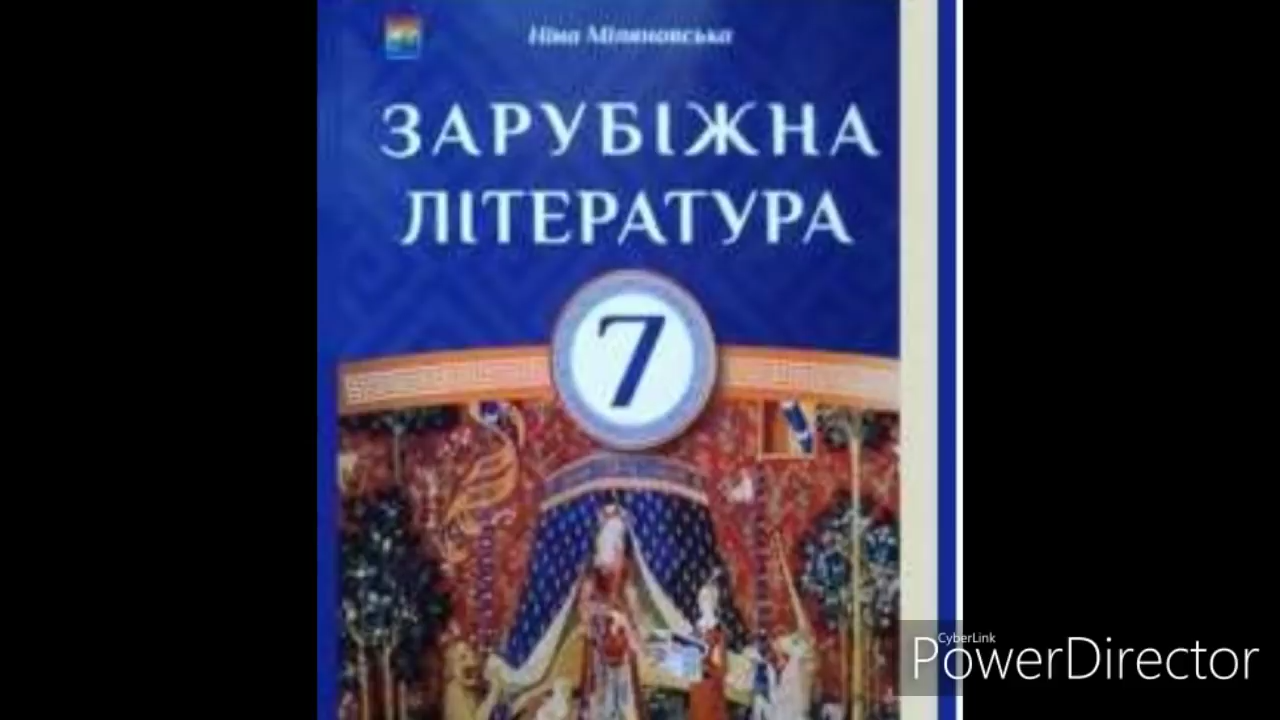 Ніна Міляновська
ЗАРУБІЖНА
ЛІТЕРАТУРА
7
CyberLink
PowerDirector